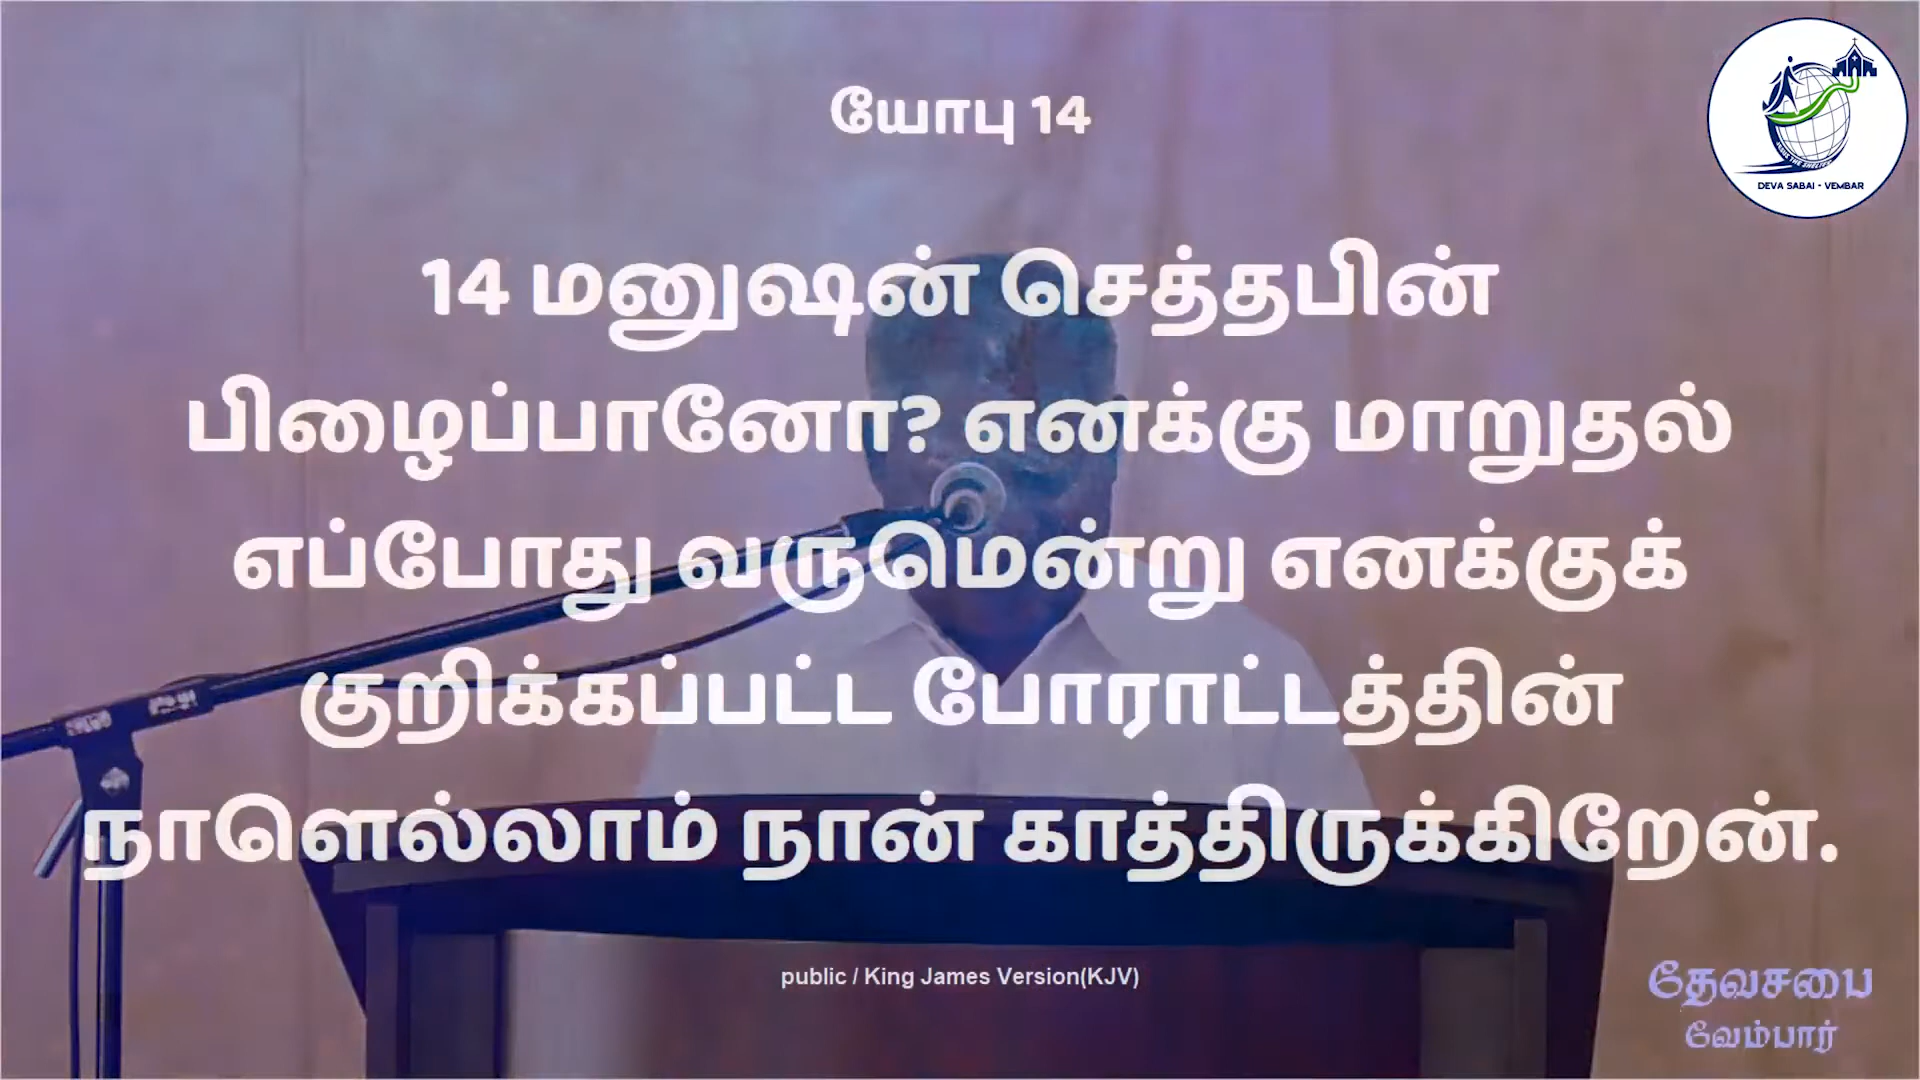 யோபு 14
14 மனுஷன் செத்தபின்
பிழைப்பானோ? எனக்கு மாறுதல்
எப்போது வருமென்று எனக்குக்
குறிக்கப்பட்ட போராட்டத்தின்
நாளெல்லாம் நான் காத்திருக்கிறேன்.
public / King James Version(KJV)
DEVA SABAI - VEMBAR
தேவசபை
வேம்பார்